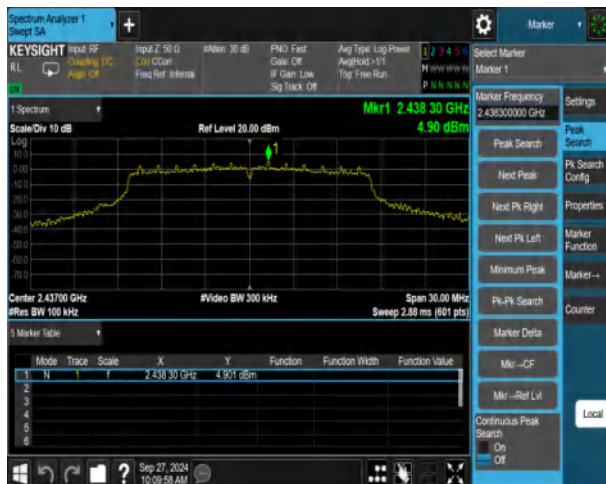 Spectrum Analyzer 1
Swept SA
+
Marker
KEYSIGHT Input: RF
RL
Coupling: DC
Align: Off
Input Z: 50 Ω
Corr CCorr
Freq Ref: Internal
#Atten: 30 dB
PNO: Fast
Gate: Off
IF Gain: Low
Sig Track: Off
Avg Type: Log-Power
Avg|Hold:>1/1
Trig: Free Run
1 2 3 4 5 6
M W W W W W
P N N N N N
Select Marker
Marker 1
1 Spectrum
Scale/Div 10 dB
Ref Level 20.00 dBm
Mkr1 2.438 30 GHz
4.90 dBm
Log
10.0
0.00
-10.0
-20.0
-30.0
-40.0
-50.0
-60.0
-70.0
1
Center 2.43700 GHz
#Res BW 100 kHz
#Video BW 300 kHz
Span 30.00 MHz
Sweep 2.88 ms (601 pts)
5 Marker Table
Mode Trace Scale X Y Function Function Width Function Value
1 N 1 f 2.438 30 GHz 4.901 dBm
2
3
4
5
6
Marker Frequency
2.438300000 GHz
Peak Search
Next Peak
Next Pk Right
Next Pk Left
Minimum Peak
Pk-Pk Search
Marker Delta
Mkr→CF
Mkr→Ref Lvl
Continuous Peak
Search
On
Off
Settings
Peak
Search
Pk Search
Config
Properties
Marker
Function
Marker→
Counter
Local
?
Sep 27, 2024
10:09:58 AM